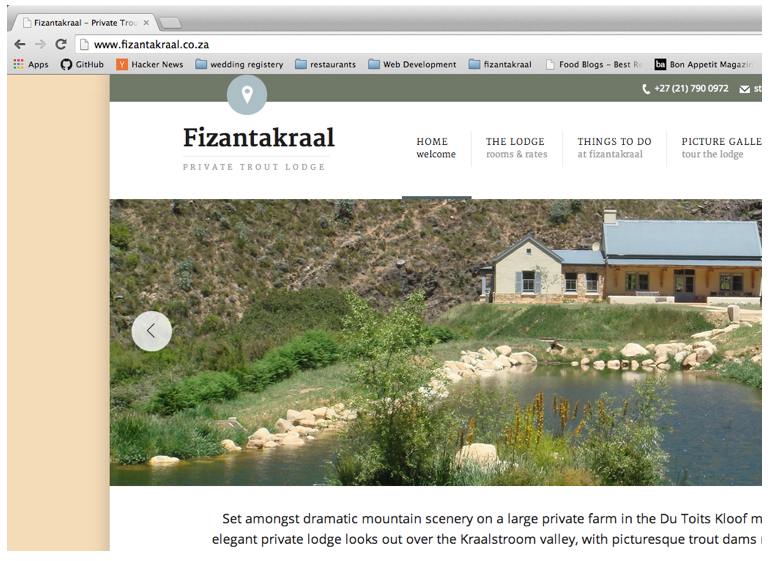 Fizantakraal – Private Trou
www.fizantakraal.co.za
Apps GitHub Hacker News wedding registery restaurants Web Development fizantakraal Food Blogs – Best Re ba Bon Appetit Magazin
+27 (21) 790 0972 st
Fizantakraal
PRIVATE TROUT LODGE
HOME THE LODGE THINGS TO DO PICTURE GALLE
welcome rooms & rates at fizantakraal tour the lodge
Set amongst dramatic mountain scenery on a large private farm in the Du Toits Kloof m
elegant private lodge looks out over the Kraalstroom valley, with picturesque trout dams